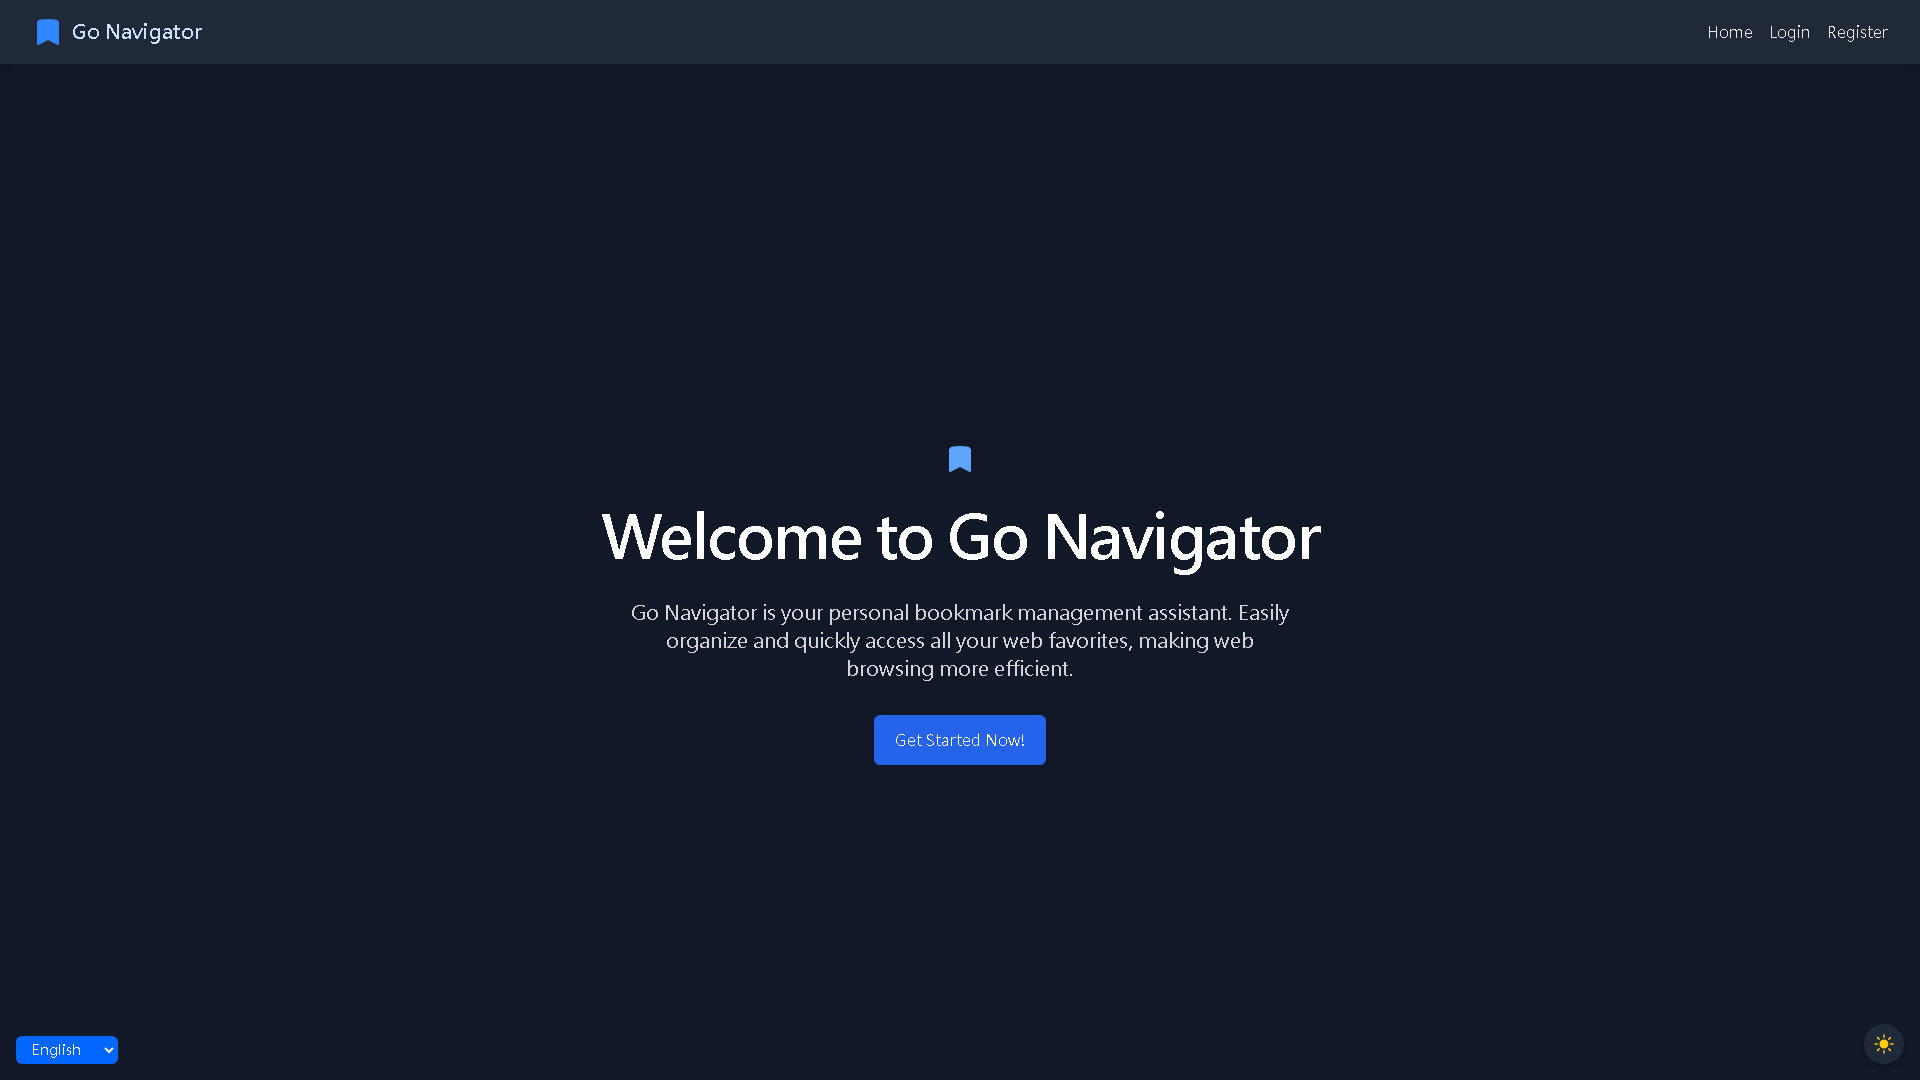 Go Navigator
Home
Login
Register
Welcome to Go Navigator
Go Navigator is your personal bookmark management assistant. Easily
organize and quickly access all your web favorites, making web
browsing more efficient.
Get Started Now!
English